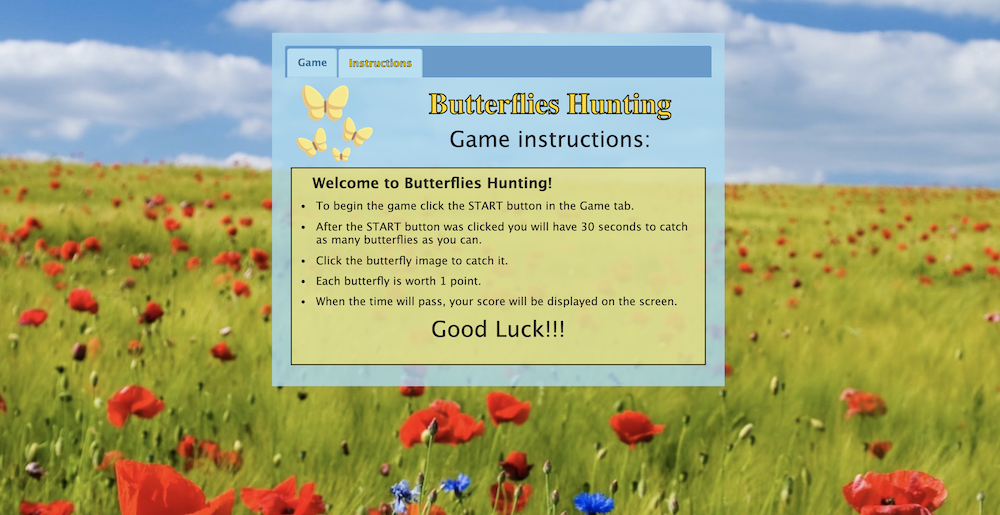 Game Instructions
Butterflies Hunting
Game instructions:
Welcome to Butterflies Hunting!
• To begin the game click the START button in the Game tab.
• After the START button was clicked you will have 30 seconds to catch
as many butterflies as you can.
• Click the butterfly image to catch it.
• Each butterfly is worth 1 point.
• When the time will pass, your score will be displayed on the screen.
Good Luck!!!